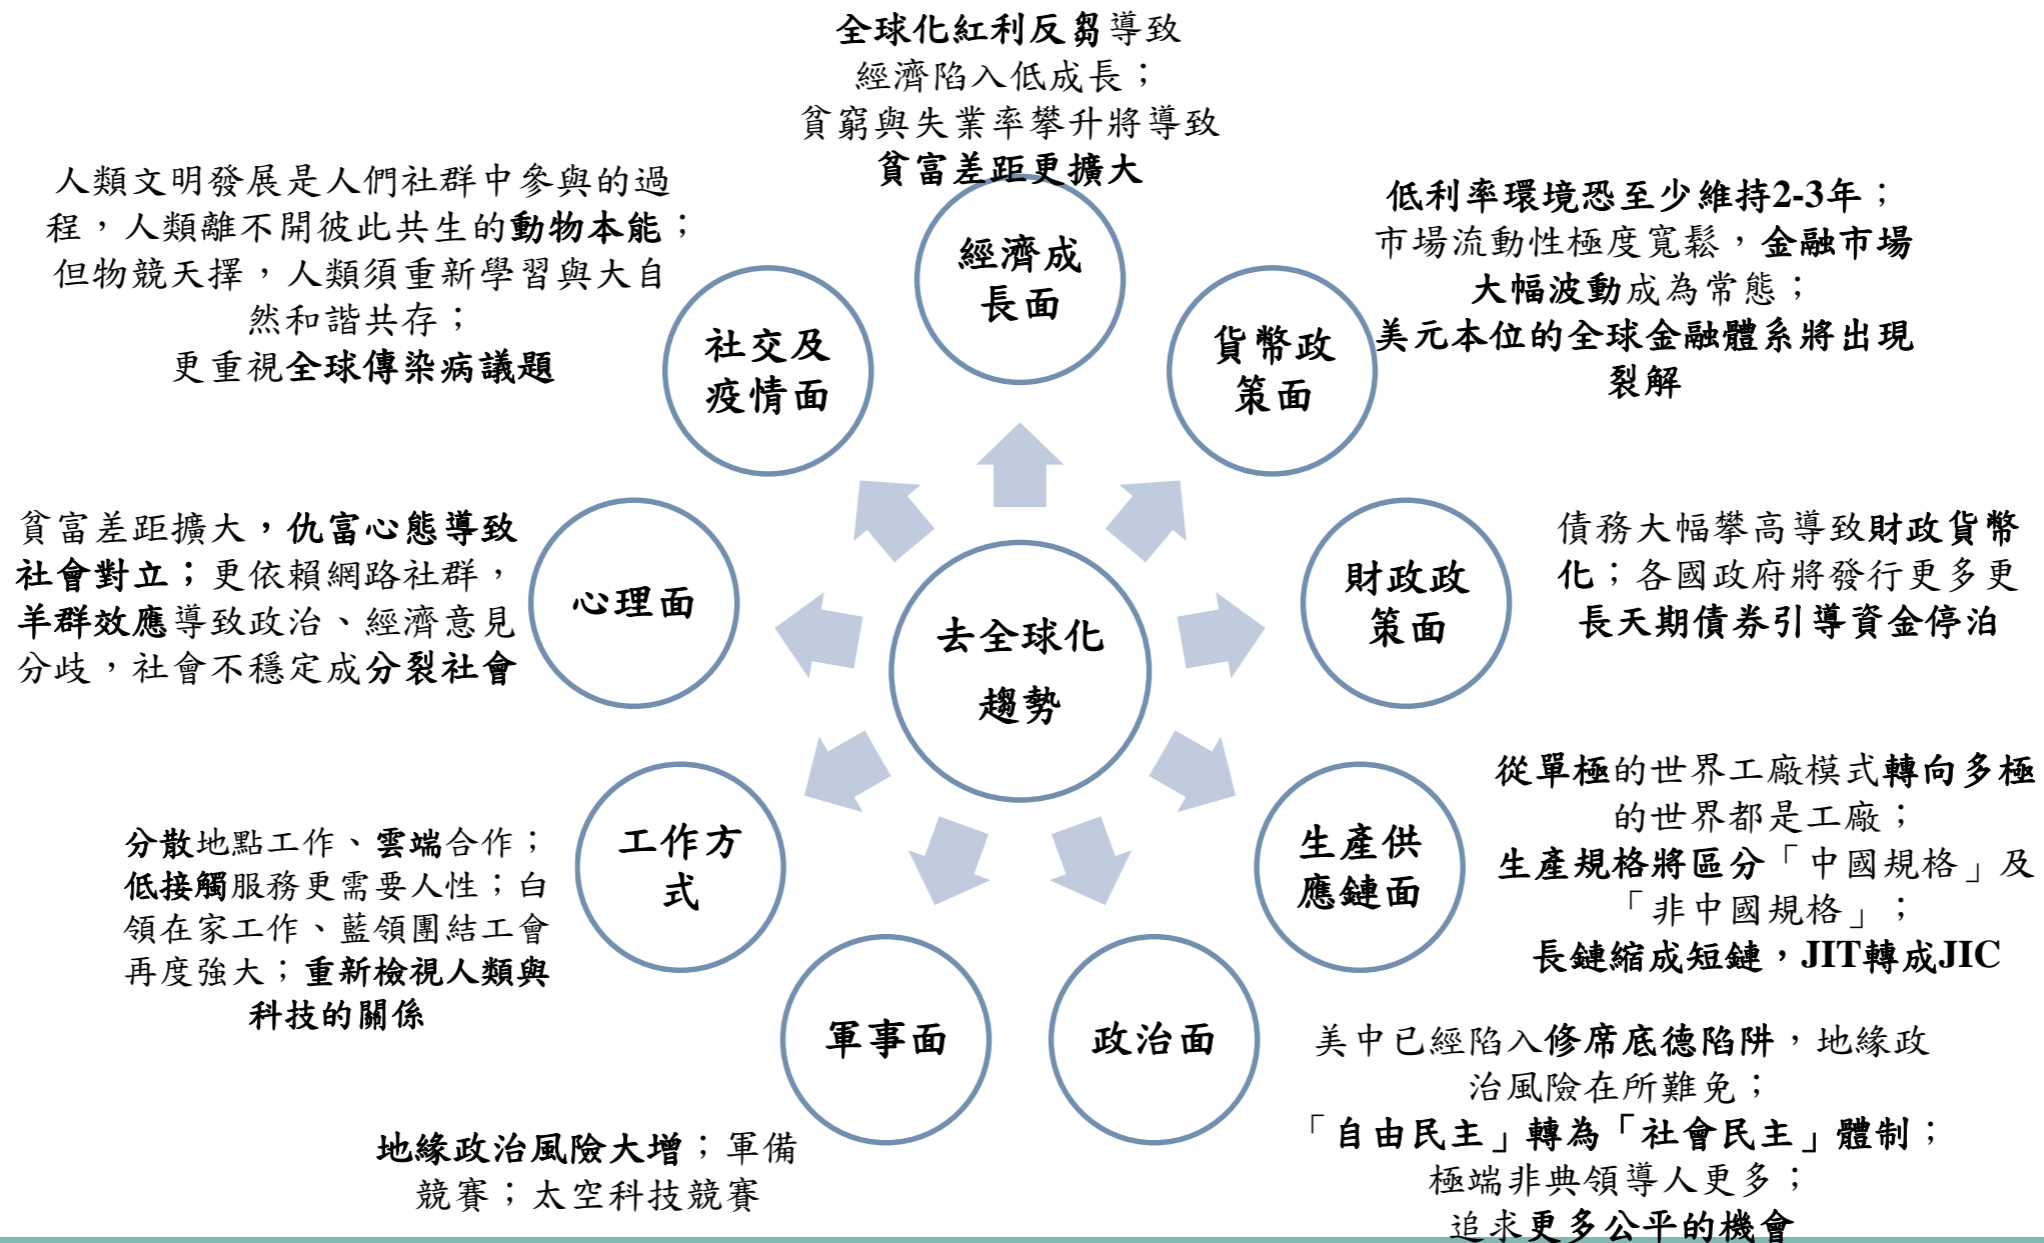 全球化紅利反芻導致
經濟陷入低成長；
貧窮與失業率攀升將導致
貧富差距更擴大
經濟成
長面
低利率環境恐至少維持2-3年；
市場流動性極度寬鬆，金融市場
大幅波動成為常態；
美元本位的全球金融體系將出現
裂解
貨幣政
策面
債務大幅攀高導致財政貨幣
化；各國政府將發行更多更
長天期債券引導資金停泊
財政政
策面
從單極的世界工廠模式轉向多極
的世界都是工廠；
生產規格將區分「中國規格」及
「非中國規格」；
長鏈縮成短鏈，JIT轉成JIC
生產供
應鏈面
美中已經陷入修席底德陷阱，地緣政
治風險在所難免；
「自由民主」轉為「社會民主」體制；
極端非典領導人更多；
追求更多公平的機會
政治面
軍事面
地緣政治風險大增；軍備
競賽；太空科技競賽
工作方
式
分散地點工作、雲端合作；
低接觸服務更需要人性；白
領在家工作、藍領團結工會
再度強大；重新檢視人類與
科技的關係
心理面
貧富差距擴大，仇富心態導致
社會對立；更依賴網路社群，
羊群效應導致政治、經濟意見
分歧，社會不穩定成分裂社會
社交及
疫情面
人類文明發展是人們社群中參與的過
程，人類離不開彼此共生的動物本能；
但物競天擇，人類須重新學習與大自
然和諧共存；
更重視全球傳染病議題
去全球化
趨勢